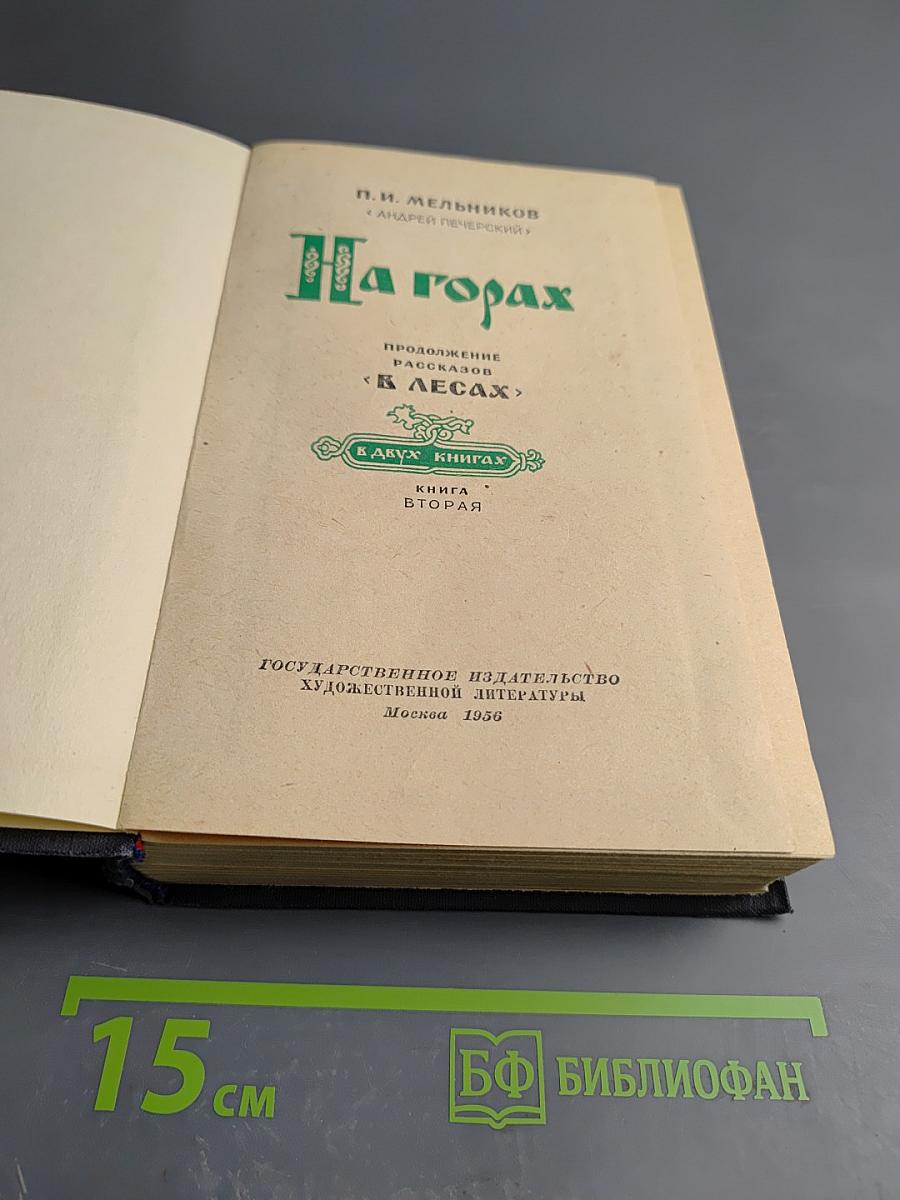 П. И. МЕЛЬНИКОВ
‹ АНДРЕЙ ПЕЧЕРСКИЙ ›
На горах
ПРОДОЛЖЕНИЕ
РАССКАЗОВ
‹ В ЛЕСАХ ›
в двух книгах
КНИГА
ВТОРАЯ
ГОСУДАРСТВЕННОЕ ИЗДАТЕЛЬСТВО
ХУДОЖЕСТВЕННОЙ ЛИТЕРАТУРЫ
Москва 1956
15 см
БФ БИБЛИОФАН